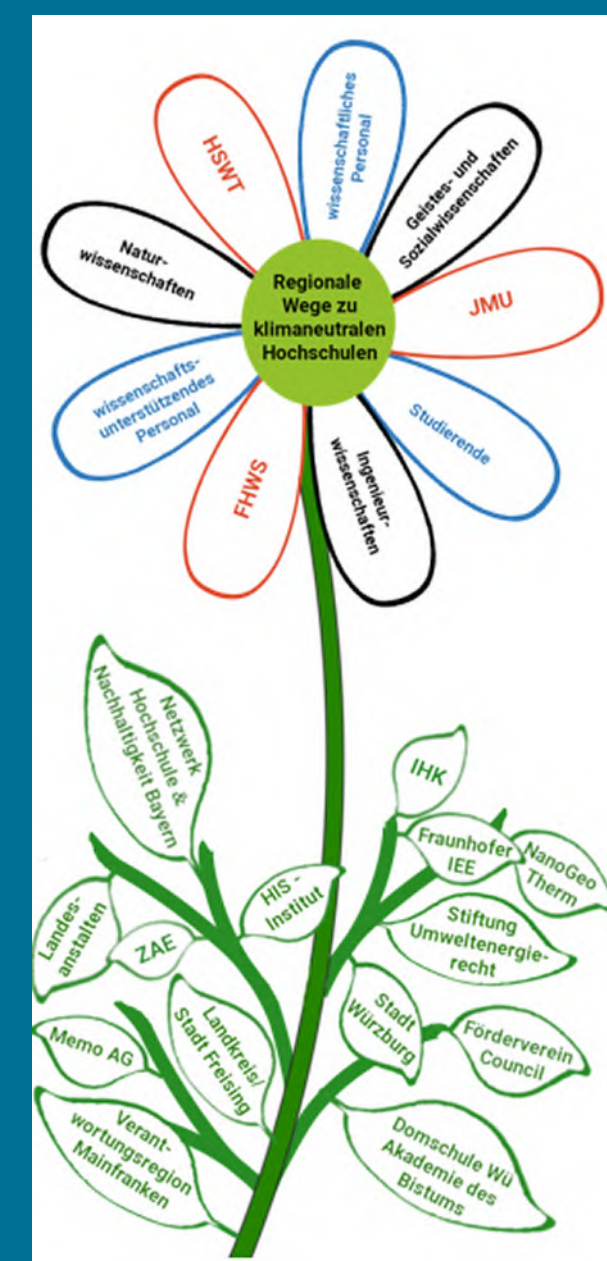 wissenschaftliches
Personal
HSWT
Geistes- und
Sozialwissenschaften
Natur-
wissenschaften
Regionale
Wege zu
klimaneutralen
Hochschulen
JMU
wissenschafts-
unterstützendes
Personal
Studierende
FHWS
Ingenieur-
wissenschaften
Netzwerk
Hochschule &
Nachhaltigkeit Bayern
IHK
Fraunhofer
IEE
NanoGeo
Therm
HIS -
Institut
Landes-
anstalten
ZAE
Stiftung
Umweltenergie-
recht
Landkreis/
Stadt Freising
Stadt
Würzburg
Memo AG
Förderverein
Council
Verant-
wortungsregion
Mainfranken
Domschule Wü
Akademie des
Bistums